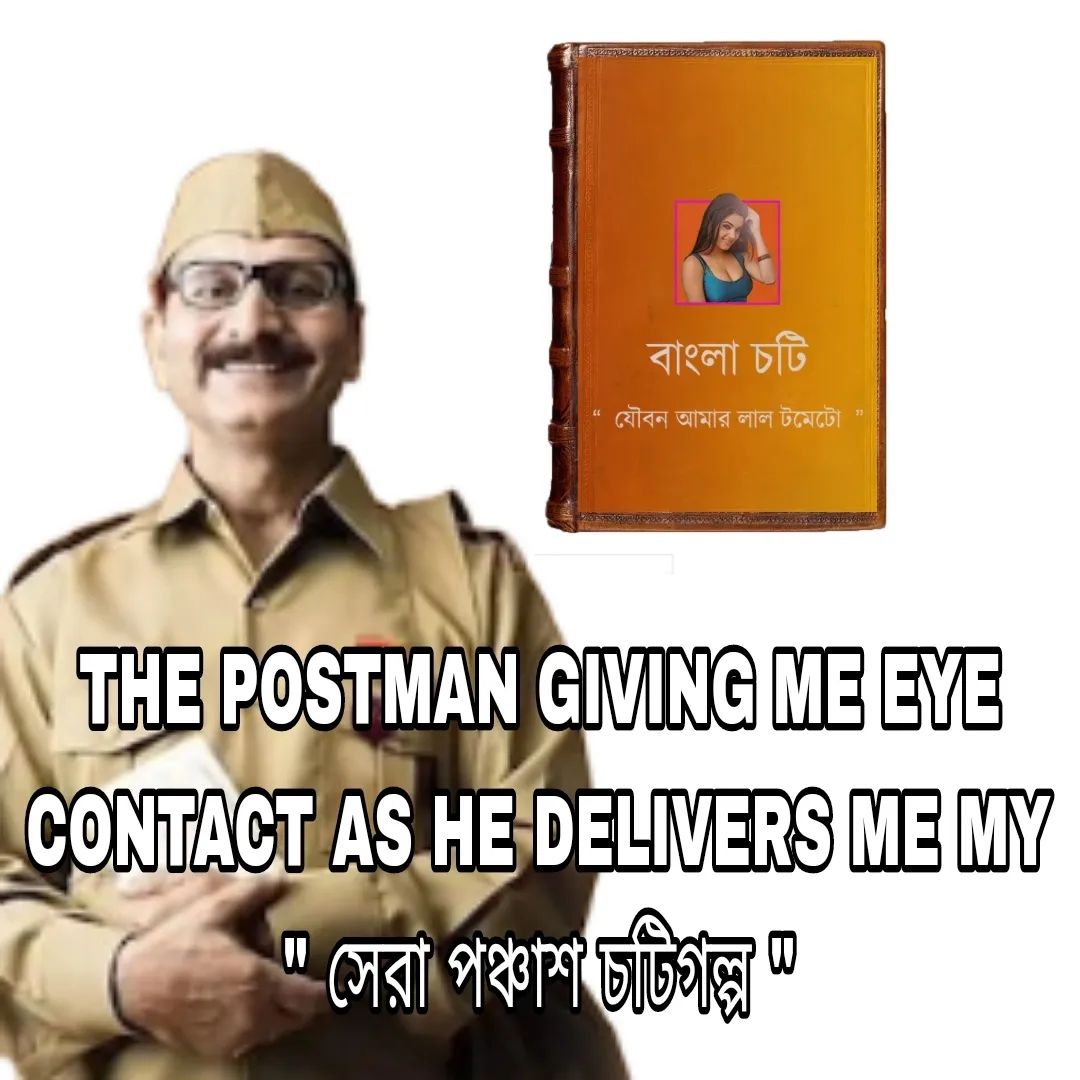 বাংলা চটি
“ যৌবন আমার লাল টমেটো ”
THE POSTMAN GIVING ME EYE
CONTACT AS HE DELIVERS ME MY
" সেরা পঞ্চাশ চটিগল্প "